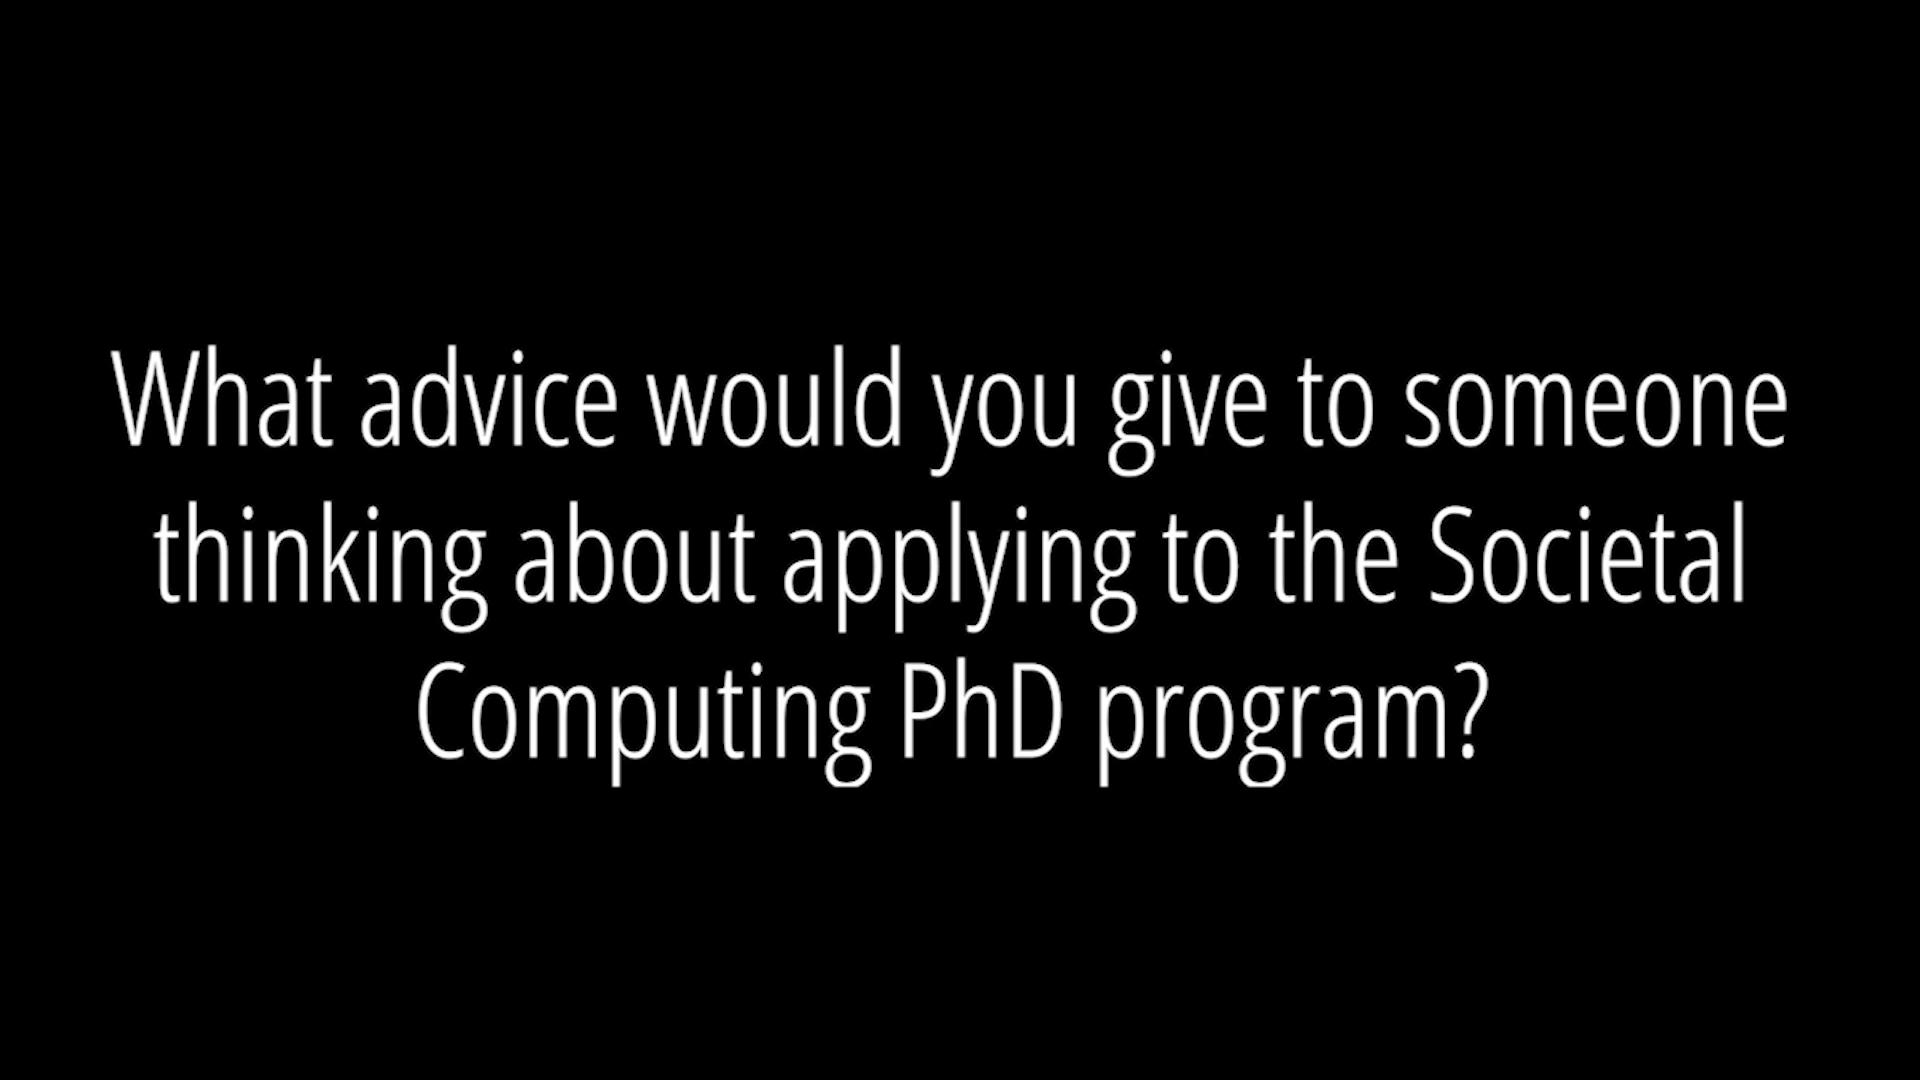 What advice would you give to someone
thinking about applying to the Societal
Computing PhD program?